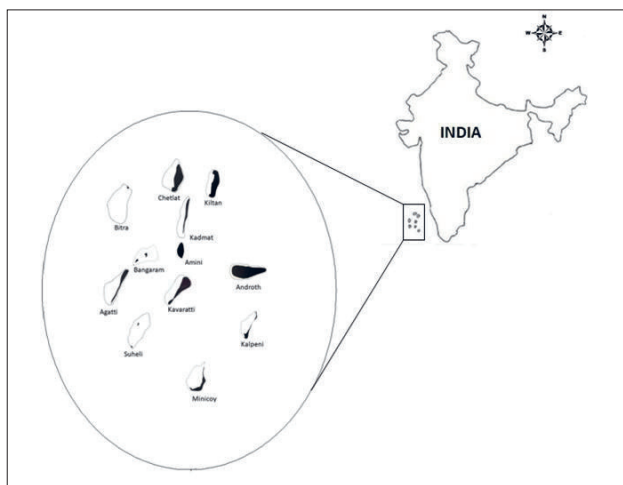 N
W E
S
INDIA
Chetlat
Kiltan
Bitra
Kadmat
Bangaram
Amini
Androth
Agatti
Kavaratti
Suheli
Kalpeni
Minicoy